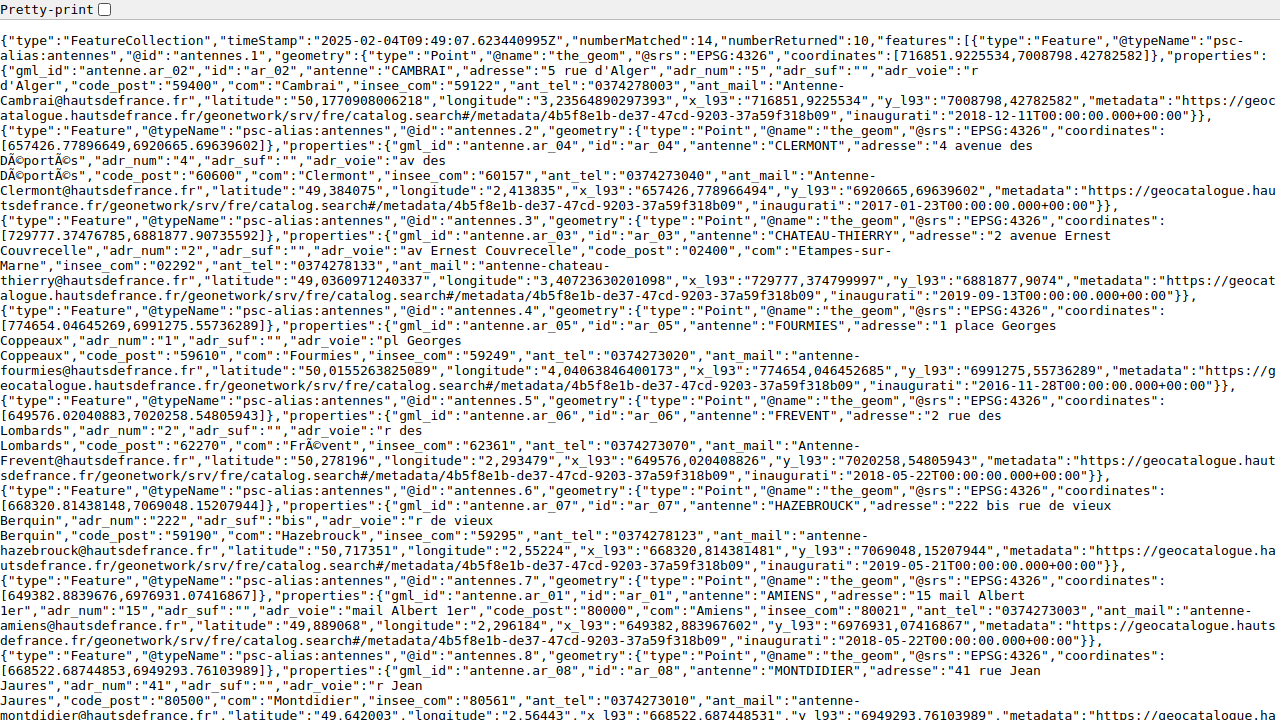 Pretty-print
{"type":"FeatureCollection","timeStamp":"2025-02-04T09:49:07.623440995Z","numberMatched":14,"numberReturned":10,"features":[{"type":"Feature","@typeName":"psc-
alias:antennes","@id":"antennes.1","geometry":{"type":"Point","@name":"the_geom","@srs":"EPSG:4326","coordinates":[716851.9225534,7008798.42782582]},"properties":
{"gml_id":"antenne.ar_02","id":"ar_02","antenne":"CAMBRAI","adresse":"5 rue d'Alger","adr_num":"5","adr_suf":"","adr_voie":"r
d'Alger","code_post":"59400","com":"Cambrai","insee_com":"59122","ant_tel":"0374278003","ant_mail":"Antenne-
Cambrai@hautsdefrance.fr","latitude":"50,1770908006218","longitude":"3,23564890297393","x_l93":"716851,9225534","y_l93":"7008798,42782582","metadata":"https://geoc
atalogue.hautsdefrance.fr/geonetwork/srv/fre/catalog.search#/metadata/4b5f8e1b-de37-47cd-9203-37a59f318b09","inaugurati":"2018-12-11T00:00:00.000+00:00"}},
{"type":"Feature","@typeName":"psc-alias:antennes","@id":"antennes.2","geometry":{"type":"Point","@name":"the_geom","@srs":"EPSG:4326","coordinates":
[657426.77896649,6920665.69639602]},"properties":{"gml_id":"antenne.ar_04","id":"ar_04","antenne":"CLERMONT","adresse":"4 avenue des
DÃ©portÃ©s","adr_num":"4","adr_suf":"","adr_voie":"av des
DÃ©portÃ©s","code_post":"60600","com":"Clermont","insee_com":"60157","ant_tel":"0374273040","ant_mail":"Antenne-
Clermont@hautsdefrance.fr","latitude":"49,384075","longitude":"2,413835","x_l93":"657426,778966494","y_l93":"6920665,69639602","metadata":"https://geocatalogue.hau
tsdefrance.fr/geonetwork/srv/fre/catalog.search#/metadata/4b5f8e1b-de37-47cd-9203-37a59f318b09","inaugurati":"2017-01-23T00:00:00.000+00:00"}},
{"type":"Feature","@typeName":"psc-alias:antennes","@id":"antennes.3","geometry":{"type":"Point","@name":"the_geom","@srs":"EPSG:4326","coordinates":
[729777.37476785,6881877.90735592]},"properties":{"gml_id":"antenne.ar_03","id":"ar_03","antenne":"CHATEAU-THIERRY","adresse":"2 avenue Ernest
Couvrecelle","adr_num":"2","adr_suf":"","adr_voie":"av Ernest Couvrecelle","code_post":"02400","com":"Etampes-sur-
Marne","insee_com":"02292","ant_tel":"0374278133","ant_mail":"antenne-chateau-
thierry@hautsdefrance.fr","latitude":"49,0360971240337","longitude":"3,40723630201098","x_l93":"729777,374799997","y_l93":"6881877,9074","metadata":"https://geocat
alogue.hautsdefrance.fr/geonetwork/srv/fre/catalog.search#/metadata/4b5f8e1b-de37-47cd-9203-37a59f318b09","inaugurati":"2019-09-13T00:00:00.000+00:00"}},
{"type":"Feature","@typeName":"psc-alias:antennes","@id":"antennes.4","geometry":{"type":"Point","@name":"the_geom","@srs":"EPSG:4326","coordinates":
[774654.04645269,6991275.55736289]},"properties":{"gml_id":"antenne.ar_05","id":"ar_05","antenne":"FOURMIES","adresse":"1 place Georges
Coppeaux","adr_num":"1","adr_suf":"","adr_voie":"pl Georges
Coppeaux","code_post":"59610","com":"Fourmies","insee_com":"59249","ant_tel":"0374273020","ant_mail":"antenne-
fourmies@hautsdefrance.fr","latitude":"50,0155263825089","longitude":"4,04063846400173","x_l93":"774654,046452685","y_l93":"6991275,55736289","metadata":"https://g
eocatalogue.hautsdefrance.fr/geonetwork/srv/fre/catalog.search#/metadata/4b5f8e1b-de37-47cd-9203-37a59f318b09","inaugurati":"2016-11-28T00:00:00.000+00:00"}},
{"type":"Feature","@typeName":"psc-alias:antennes","@id":"antennes.5","geometry":{"type":"Point","@name":"the_geom","@srs":"EPSG:4326","coordinates":
[649576.02040883,7020258.54805943]},"properties":{"gml_id":"antenne.ar_06","id":"ar_06","antenne":"FREVENT","adresse":"2 rue des
Lombards","adr_num":"2","adr_suf":"","adr_voie":"r des
Lombards","code_post":"62270","com":"FrÃ©vent","insee_com":"62361","ant_tel":"0374273070","ant_mail":"Antenne-
Frevent@hautsdefrance.fr","latitude":"50,278196","longitude":"2,293479","x_l93":"649576,020408826","y_l93":"7020258,54805943","metadata":"https://geocatalogue.haut
sdefrance.fr/geonetwork/srv/fre/catalog.search#/metadata/4b5f8e1b-de37-47cd-9203-37a59f318b09","inaugurati":"2018-05-22T00:00:00.000+00:00"}},
{"type":"Feature","@typeName":"psc-alias:antennes","@id":"antennes.6","geometry":{"type":"Point","@name":"the_geom","@srs":"EPSG:4326","coordinates":
[668320.81438148,7069048.15207944]},"properties":{"gml_id":"antenne.ar_07","id":"ar_07","antenne":"HAZEBROUCK","adresse":"222 bis rue de vieux
Berquin","adr_num":"222","adr_suf":"bis","adr_voie":"r de vieux
Berquin","code_post":"59190","com":"Hazebrouck","insee_com":"59295","ant_tel":"0374278123","ant_mail":"antenne-
hazebrouck@hautsdefrance.fr","latitude":"50,717351","longitude":"2,55224","x_l93":"668320,814381481","y_l93":"7069048,15207944","metadata":"https://geocatalogue.ha
utsdefrance.fr/geonetwork/srv/fre/catalog.search#/metadata/4b5f8e1b-de37-47cd-9203-37a59f318b09","inaugurati":"2019-05-21T00:00:00.000+00:00"}},
{"type":"Feature","@typeName":"psc-alias:antennes","@id":"antennes.7","geometry":{"type":"Point","@name":"the_geom","@srs":"EPSG:4326","coordinates":
[649382.8839676,6976931.07416867]},"properties":{"gml_id":"antenne.ar_01","id":"ar_01","antenne":"AMIENS","adresse":"15 mail Albert
1er","adr_num":"15","adr_suf":"","adr_voie":"mail Albert 1er","code_post":"80000","com":"Amiens","insee_com":"80021","ant_tel":"0374273003","ant_mail":"antenne-
amiens@hautsdefrance.fr","latitude":"49,889068","longitude":"2,296184","x_l93":"649382,883967602","y_l93":"6976931,07416867","metadata":"https://geocatalogue.hauts
defrance.fr/geonetwork/srv/fre/catalog.search#/metadata/4b5f8e1b-de37-47cd-9203-37a59f318b09","inaugurati":"2018-05-22T00:00:00.000+00:00"}},
{"type":"Feature","@typeName":"psc-alias:antennes","@id":"antennes.8","geometry":{"type":"Point","@name":"the_geom","@srs":"EPSG:4326","coordinates":
[668522.68744853,6949293.76103989]},"properties":{"gml_id":"antenne.ar_08","id":"ar_08","antenne":"MONTDIDIER","adresse":"41 rue Jean
Jaures","adr_num":"41","adr_suf":"","adr_voie":"r Jean
Jaures","code_post":"80500","com":"Montdidier","insee_com":"80561","ant_tel":"0374273010","ant_mail":"antenne-
montdidier@hautsdefrance.fr","latitude":"49,642003","longitude":"2,56443","x_l93":"668522,687448531","y_l93":"6949293,76103989","metadata":"https://geocatalogue.ha